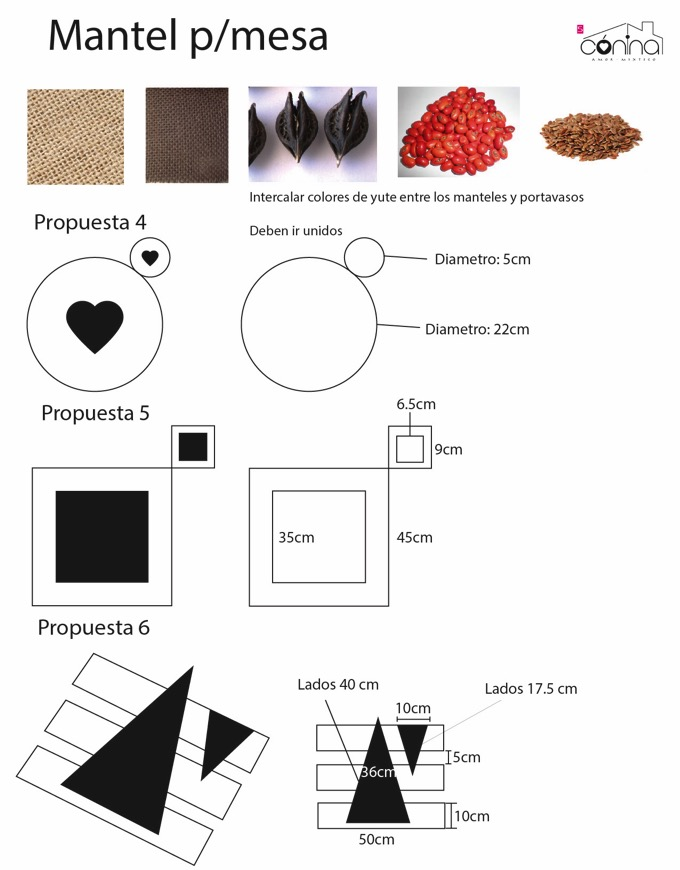 Mantel p/mesa
cónina
AMOR · MIXTECO
Intercalar colores de yute entre los manteles y portavasos
Propuesta 4
Deben ir unidos
Diametro: 5cm
Diametro: 22cm
Propuesta 5
6.5cm
9cm
35cm
45cm
Propuesta 6
Lados 40 cm
Lados 17.5 cm
10cm
5cm
36cm
10cm
50cm